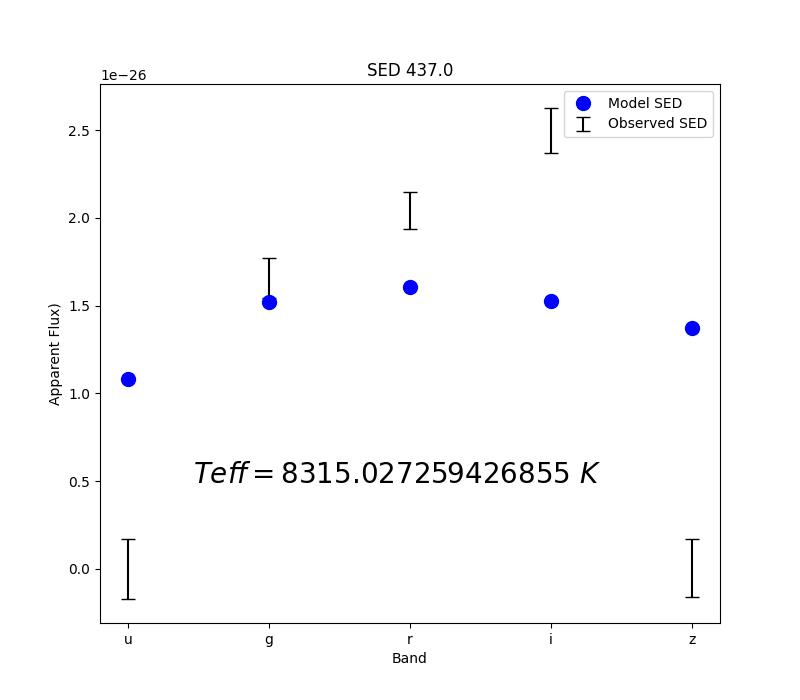 SED 437.0
1e−26
Model SED
Observed SED
2.5
2.0
1.5
1.0
0.5
0.0
Apparent Flux)
Teff = 8315.027259426855 K
u g r i z
Band